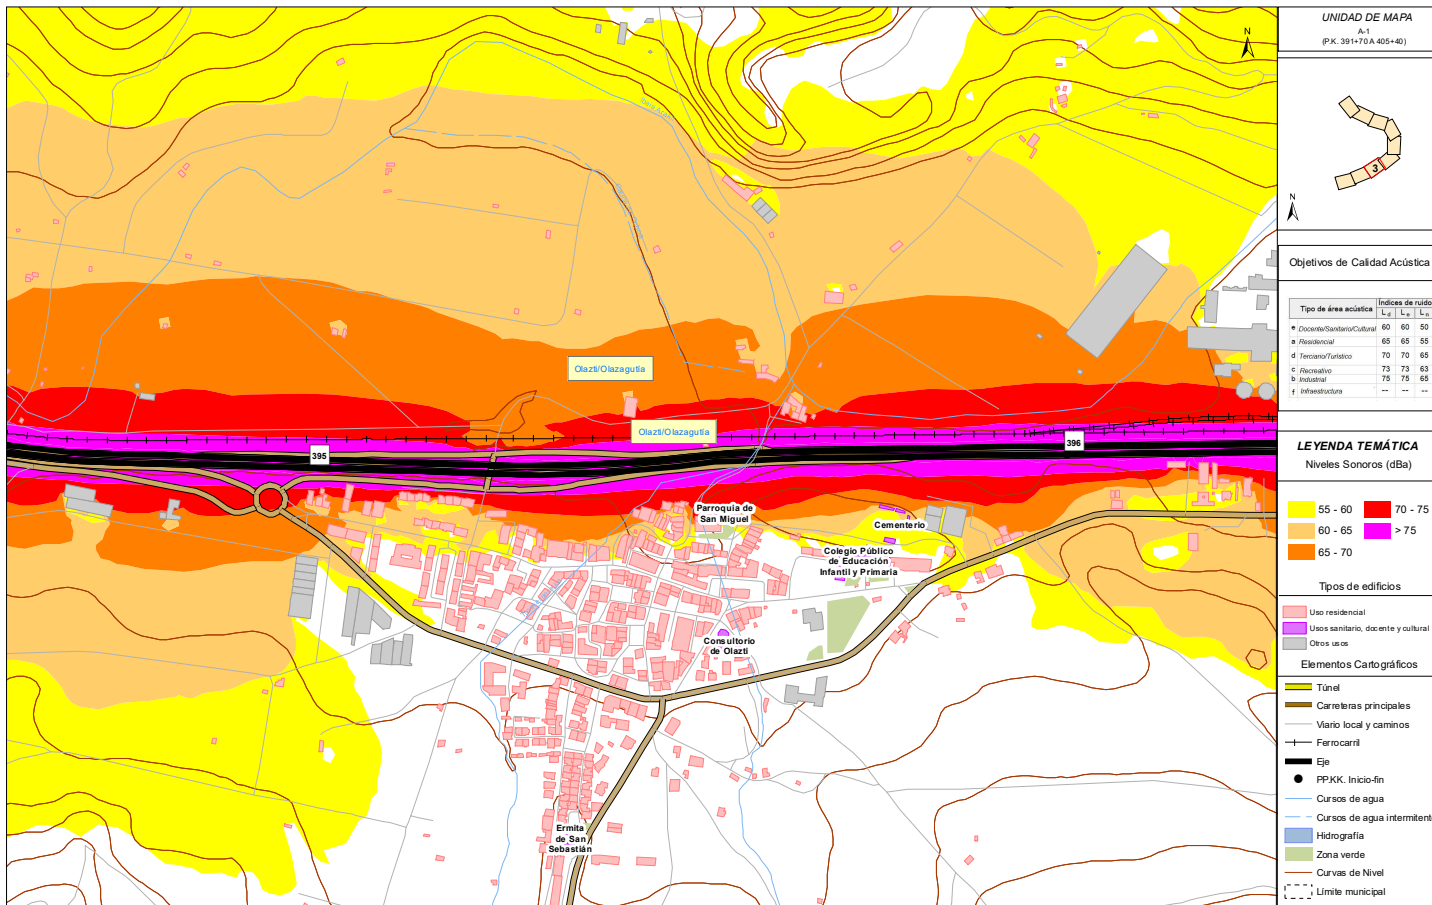 UNIDAD DE MAPA
A-1
(P.K. 391+70 A 405+40)
N
N
3
Objetivos de Calidad Acústica
Tipo de área acústica
Índices de ruido
L d L e L n
e Docente/Sanitario/Cultural 60 60 50
a Residencial 65 65 55
d Terciario/Turístico 70 70 65
c Recreativo 73 73 63
b Industrial 75 75 65
f Infraestructura -- -- --
LEYENDA TEMÁTICA
Niveles Sonoros (dBa)
55 - 60
70 - 75
60 - 65
> 75
65 - 70
Tipos de edificios
Uso residencial
Usos sanitario, docente y cultural
Otros usos
Elementos Cartográficos
Túnel
Carreteras principales
Viario local y caminos
Ferrocarril
Eje
PP.KK. Inicio-fin
Cursos de agua
Cursos de agua intermitente
Hidrografía
Zona verde
Curvas de Nivel
Límite municipal
Olazti/Olazagutía
Olazti/Olazagutía
395
396
Parroquia de
San Miguel
Cementerio
Colegio Público
de Educación
Infantil y Primaria
Consultorio
de Olazti
Ermita
de San
Sebastián